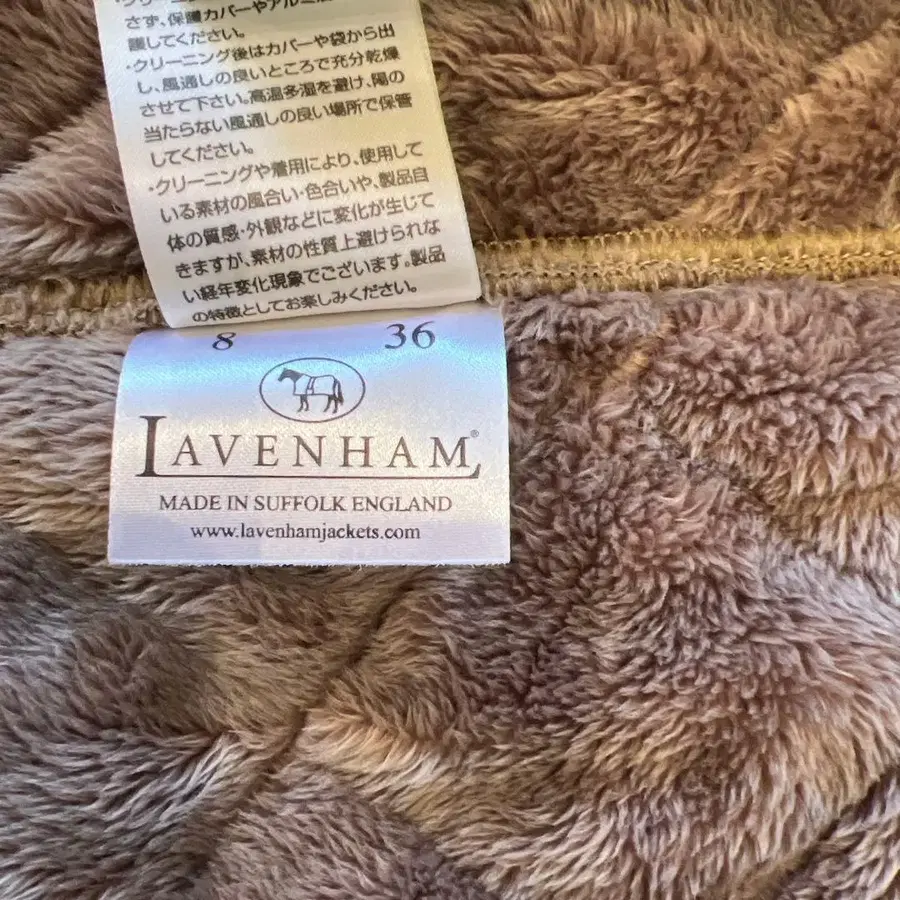 ・クリーニング
さず、保護カバーやアルミ
護してください。
・クリーニング後はカバーや袋から出
し、風通しの良いところで充分乾燥
させて下さい。高温多湿を避け、陽の
当たらない風通しの良い場所で保管
してください。
・クリーニングや着用により、使用して
いる素材の風合い・色合いや、製品自
体の質感・外観などに変化が生じて
きますが、素材の性質上避けられな
い経年変化現象でございます。製品
の特徴としてお楽しみください。
8 36
LAVENHAM®
MADE IN SUFFOLK ENGLAND
www.lavenhamjackets.com